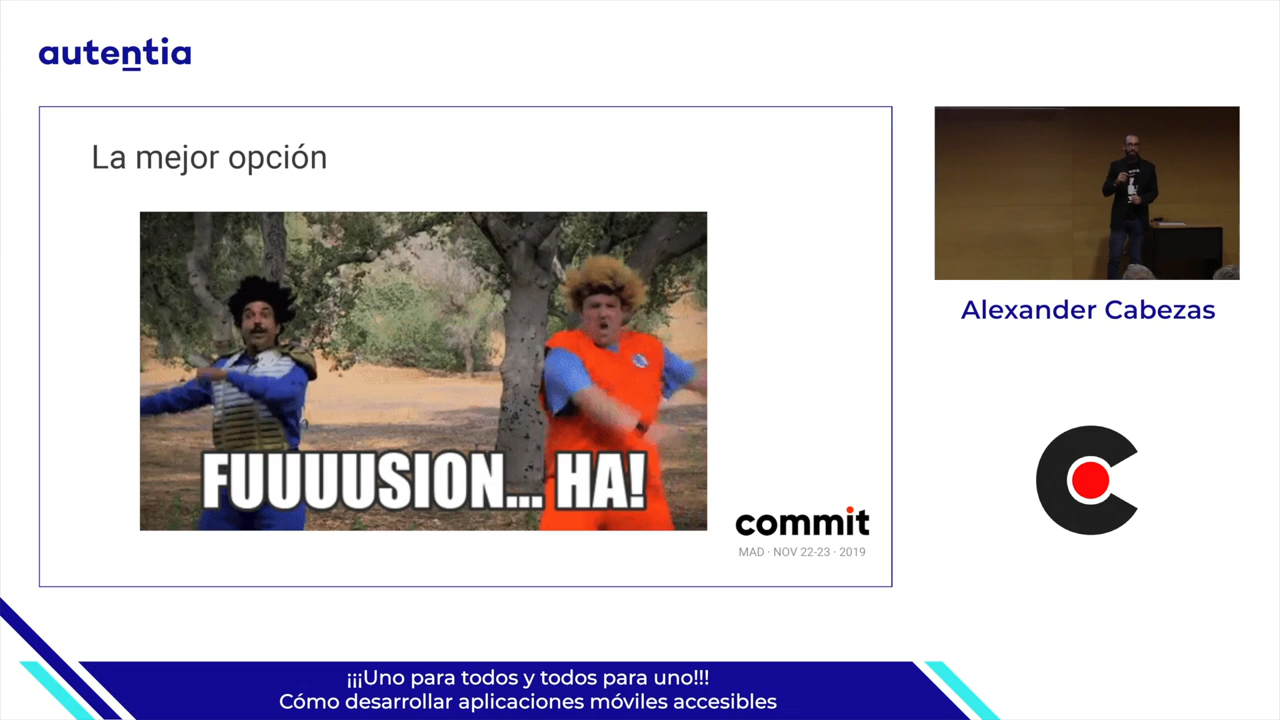 autentia
La mejor opción
FUUUUSION... HA!
commit
MAD · NOV 22-23 · 2019
Alexander Cabezas
¡¡¡Uno para todos y todos para uno!!!
Cómo desarrollar aplicaciones móviles accesibles